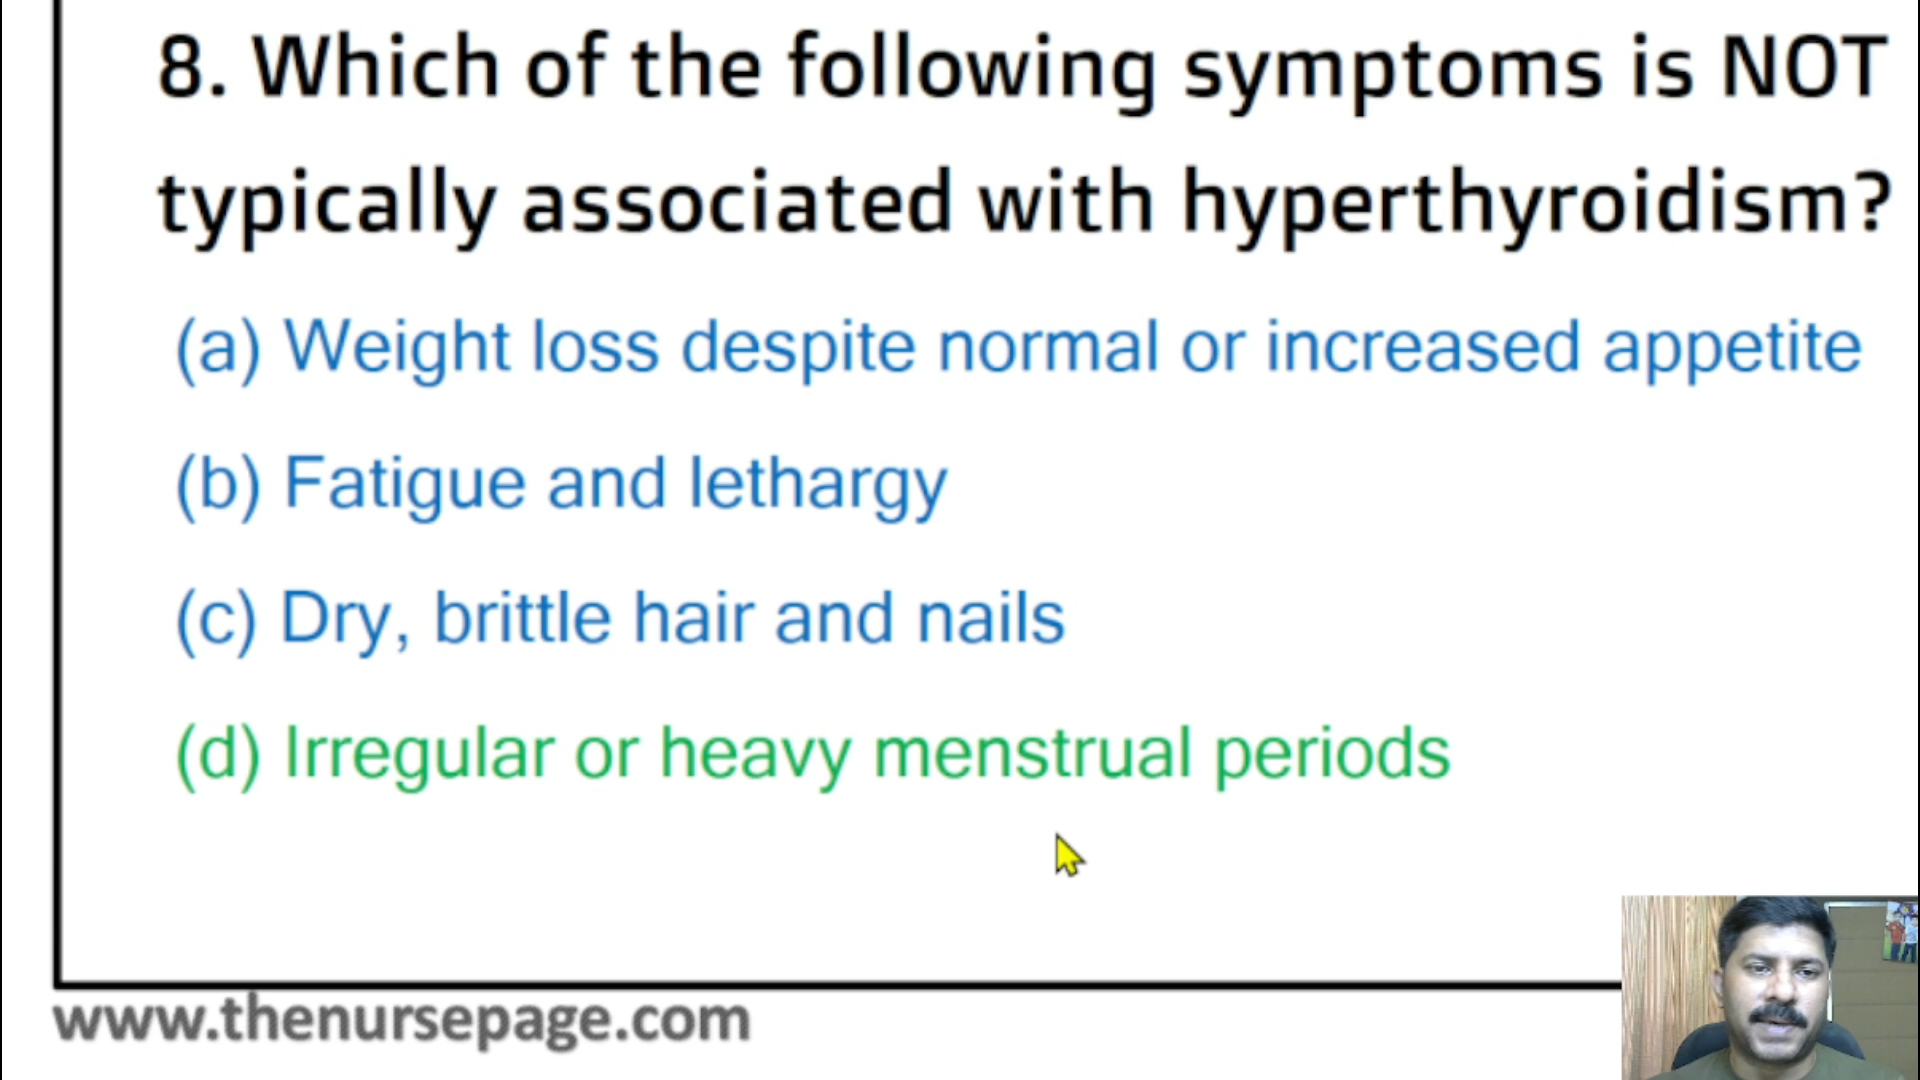 8. Which of the following symptoms is NOT
typically associated with hyperthyroidism?
(a) Weight loss despite normal or increased appetite
(b) Fatigue and lethargy
(c) Dry, brittle hair and nails
(d) Irregular or heavy menstrual periods
www.thenursepage.com